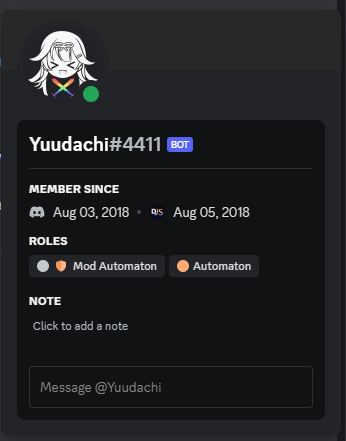 Yuudachi#4411 BOT
MEMBER SINCE
Aug 03, 2018 • DJS Aug 05, 2018
ROLES
Mod Automaton Automaton
NOTE
Click to add a note
Message @Yuudachi